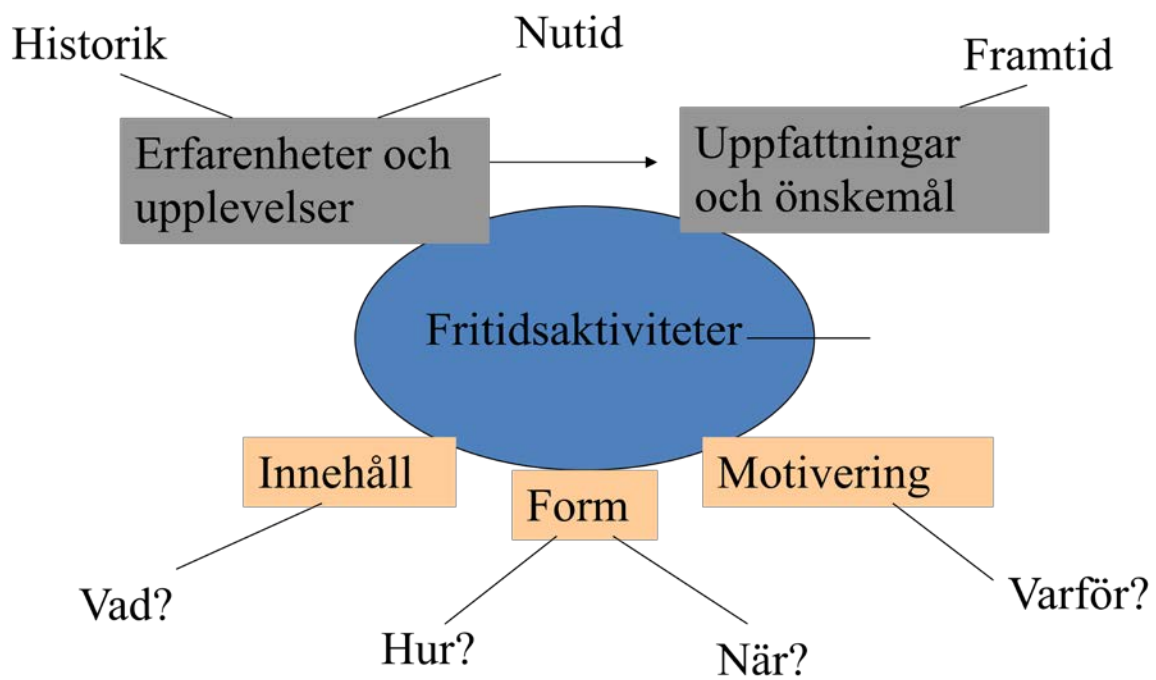 Historik
Nutid
Framtid
Erfarenheter och
upplevelser
Uppfattningar
och önskemål
Fritidsaktiviteter
Innehåll
Form
Motivering
Vad?
Hur?
När?
Varför?